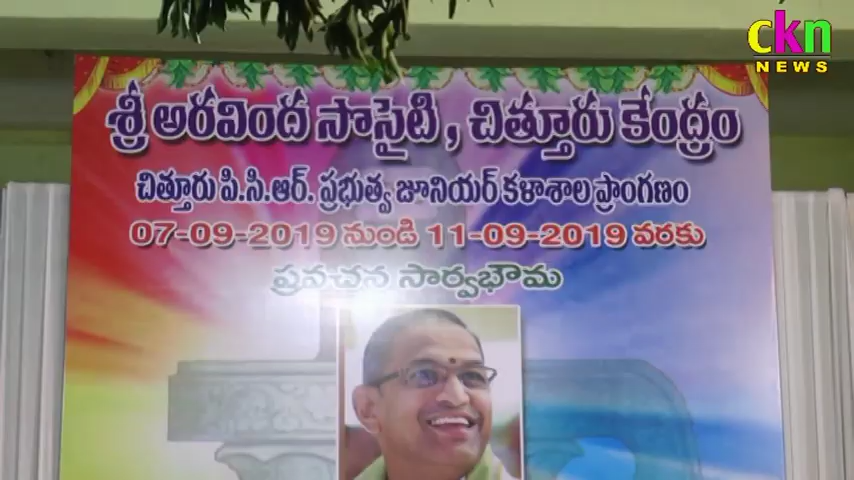 ckn
NEWS
శ్రీ అరవింద సొసైటి, చిత్తూరు కేంద్రం
చిత్తూరు పి.సి.ఆర్. ప్రభుత్వ జూనియర్ కళాశాల ప్రాంగణం
07-09-2019 నుండి 11-09-2019 వరకు
ప్రవచన సార్వభౌమ